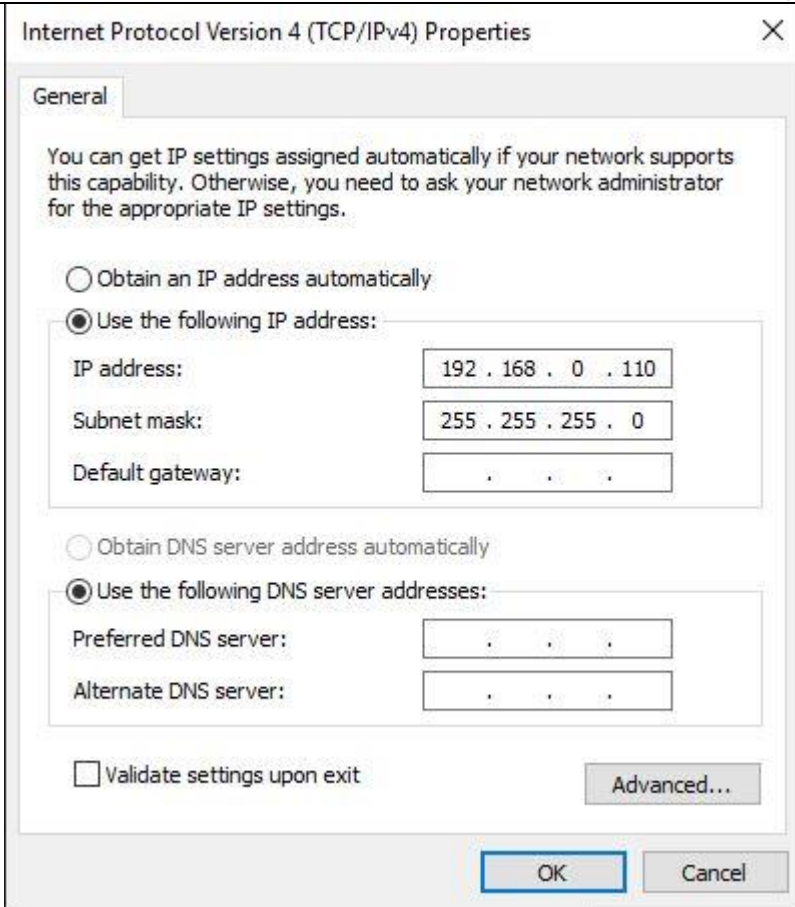 Internet Protocol Version 4 (TCP/IPv4) Properties
General
You can get IP settings assigned automatically if your network supports
this capability. Otherwise, you need to ask your network administrator
for the appropriate IP settings.
Obtain an IP address automatically
Use the following IP address:
IP address: 192 . 168 . 0 . 110
Subnet mask: 255 . 255 . 255 . 0
Default gateway: . . .
Obtain DNS server address automatically
Use the following DNS server addresses:
Preferred DNS server: . . .
Alternate DNS server: . . .
Validate settings upon exit
Advanced...
OK Cancel